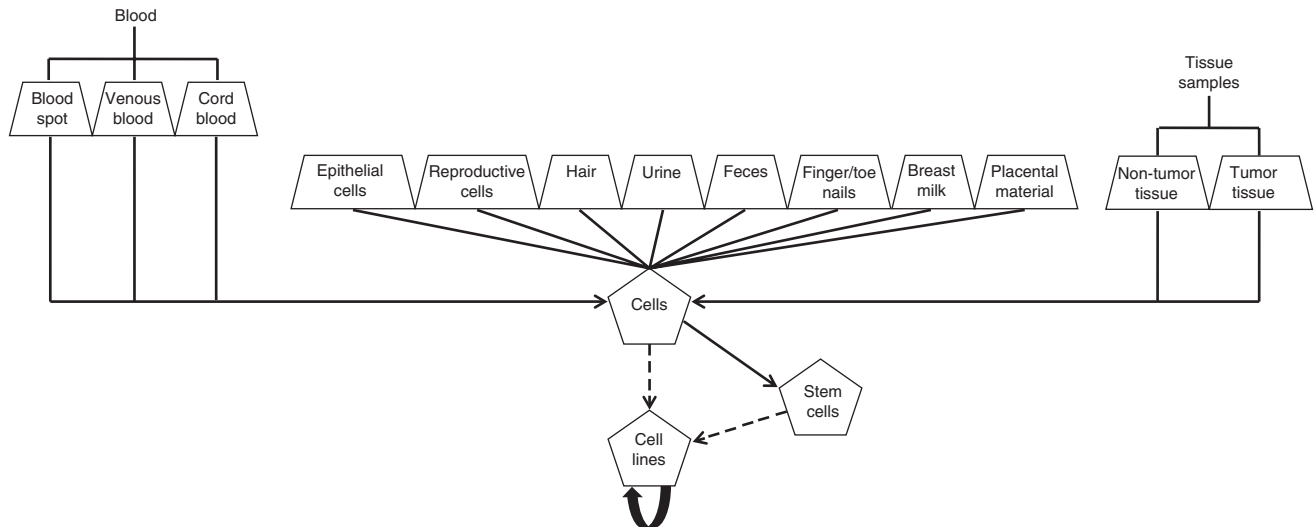 Blood
Blood
spot
Venous
blood
Cord
blood
Tissue
samples
Epithelial
cells
Reproductive
cells
Hair
Urine
Feces
Finger/toe
nails
Breast
milk
Placental
material
Non-tumor
tissue
Tumor
tissue
Cells
Stem
cells
Cell
lines